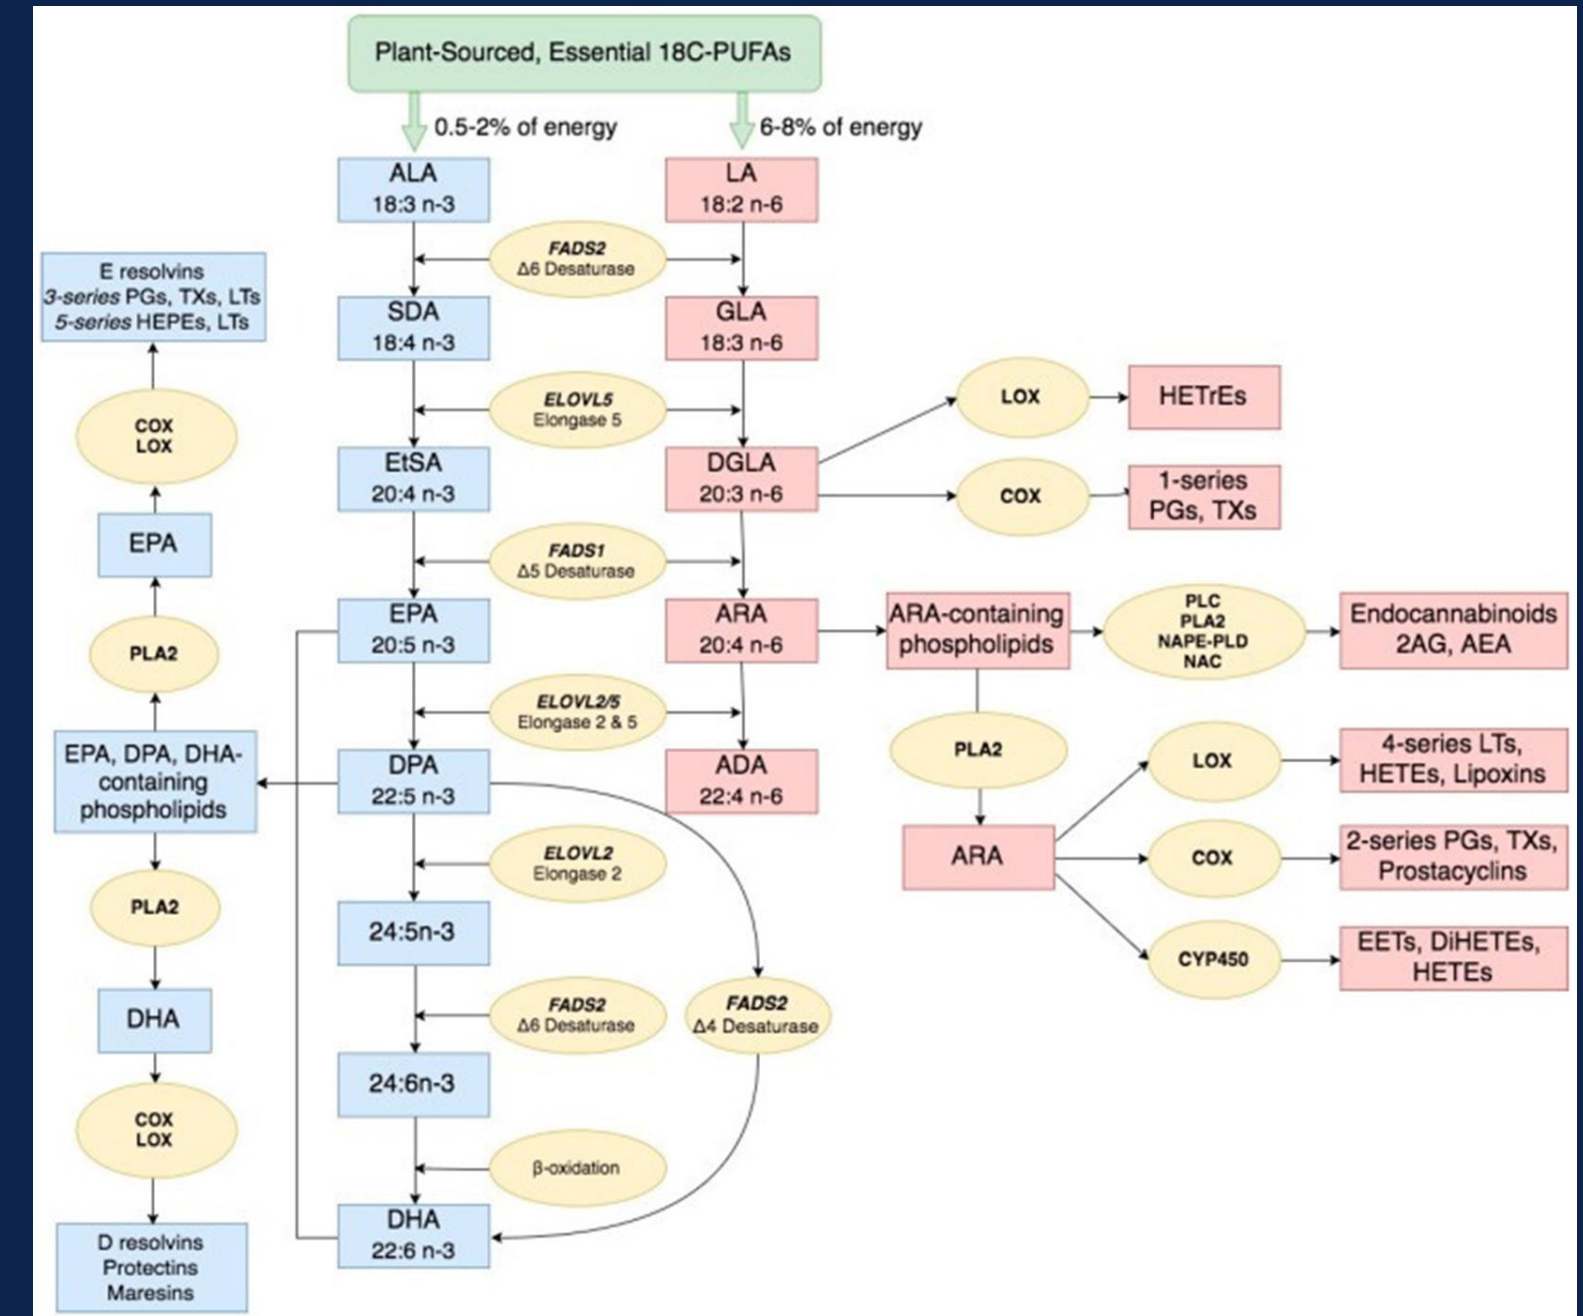 Plant-Sourced, Essential 18C-PUFAs
0.5-2% of energy
6-8% of energy
ALA
18:3 n-3
LA
18:2 n-6
FADS2
Δ6 Desaturase
SDA
18:4 n-3
GLA
18:3 n-6
ELOVL5
Elongase 5
EtSA
20:4 n-3
DGLA
20:3 n-6
FADS1
Δ5 Desaturase
EPA
20:5 n-3
ARA
20:4 n-6
ELOVL2/5
Elongase 2 & 5
DPA
22:5 n-3
ADA
22:4 n-6
ELOVL2
Elongase 2
24:5n-3
FADS2
Δ6 Desaturase
FADS2
Δ4 Desaturase
24:6n-3
β-oxidation
DHA
22:6 n-3
E resolvins
3-series PGs, TXs, LTs
5-series HEPEs, LTs
COX
LOX
EPA
PLA2
EPA, DPA, DHA-
containing
phospholipids
PLA2
DHA
COX
LOX
D resolvins
Protectins
Maresins
LOX
HETrEs
COX
1-series
PGs, TXs
ARA-containing
phospholipids
PLC
PLA2
NAPE-PLD
NAC
Endocannabinoids
2AG, AEA
PLA2
ARA
LOX
4-series LTs,
HETEs, Lipoxins
COX
2-series PGs, TXs,
Prostacyclins
CYP450
EETs, DiHETEs,
HETEs